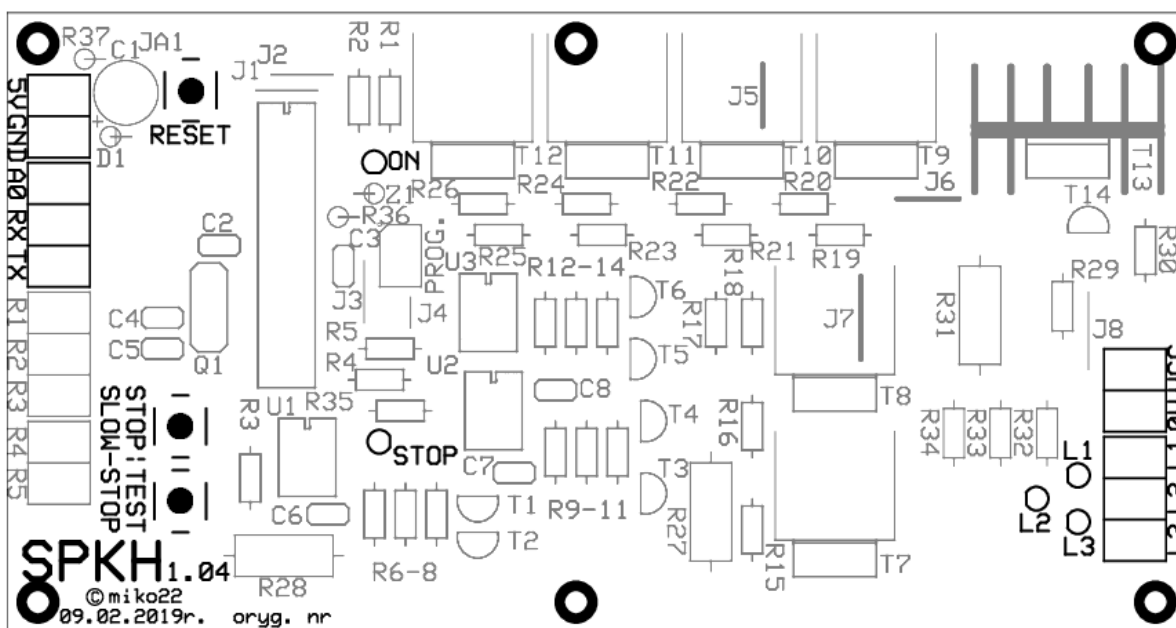 R37
C1
JA1
J1
J2
R2
R1
5V
GND
A0
RX
TX
RESET
D1
ON
Z1
R36
C2
C3
PROG.
J3
J4
J5
T12
T11
T10
T9
J6
T13
T14
R26
R24
R22
R20
R25
R23
R21
R19
R30
R29
U3
R12-14
T6
T5
R17
R18
J7
R31
J8
R1
R2
R3
R4
R5
C4
C5
Q1
R5
R4
U2
C8
T8
T4
T3
R16
R34
R33
R32
STOP:TEST
SLOW-STOP
R3
U1
R35
STOP
C7
C6
T1
T2
R9-11
R27
R15
T7
L1
L2
L3
R28
R6-8
SPKH1.04
©miko22
09.02.2019r. oryg. nr